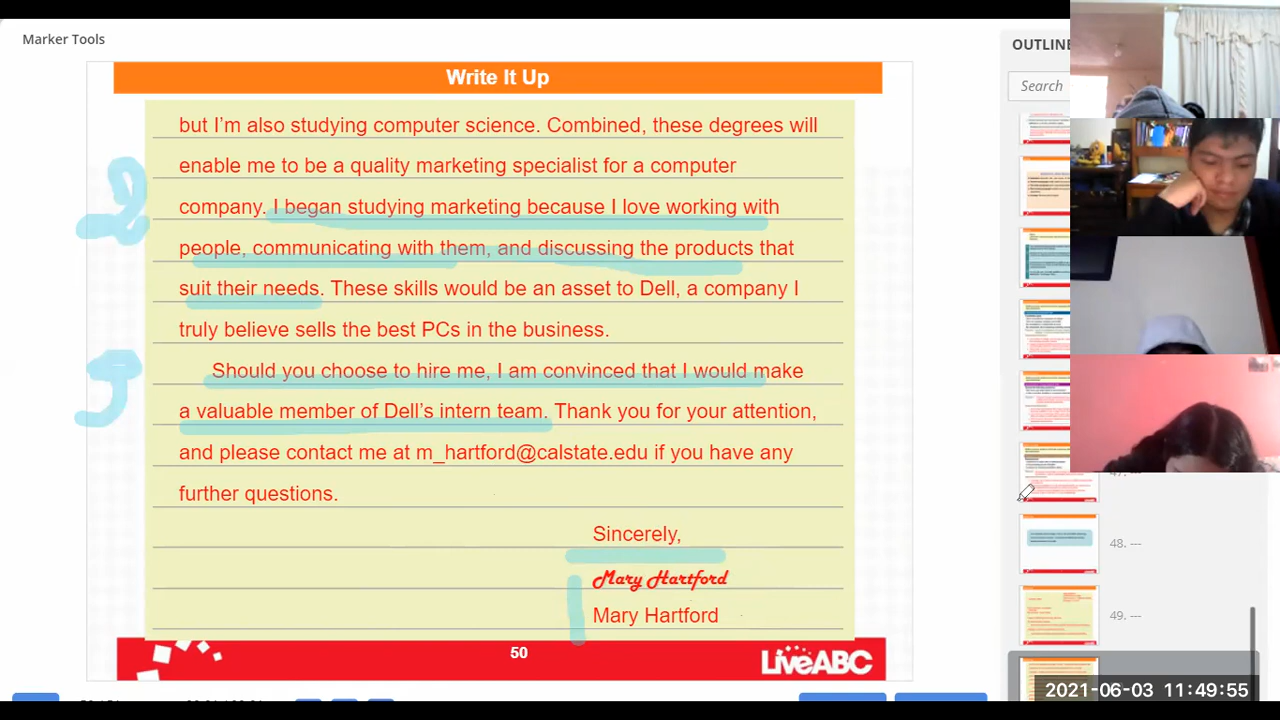 Marker Tools
OUTLINE
Search
Write It Up
but I'm also studying computer science. Combined, these degrees will
enable me to be a quality marketing specialist for a computer
company. I began studying marketing because I love working with
people, communicating with them, and discussing the products that
suit their needs. These skills would be an asset to Dell, a company I
truly believe sells the best PCs in the business.
Should you choose to hire me, I am convinced that I would make
a valuable member of Dell's intern team. Thank you for your attention,
and please contact me at m_hartford@calstate.edu if you have any
further questions.
Sincerely,
Mary Hartford
Mary Hartford
50
LiveABC
2
3
48. ---
49. ---
2021-06-03 11:49:55